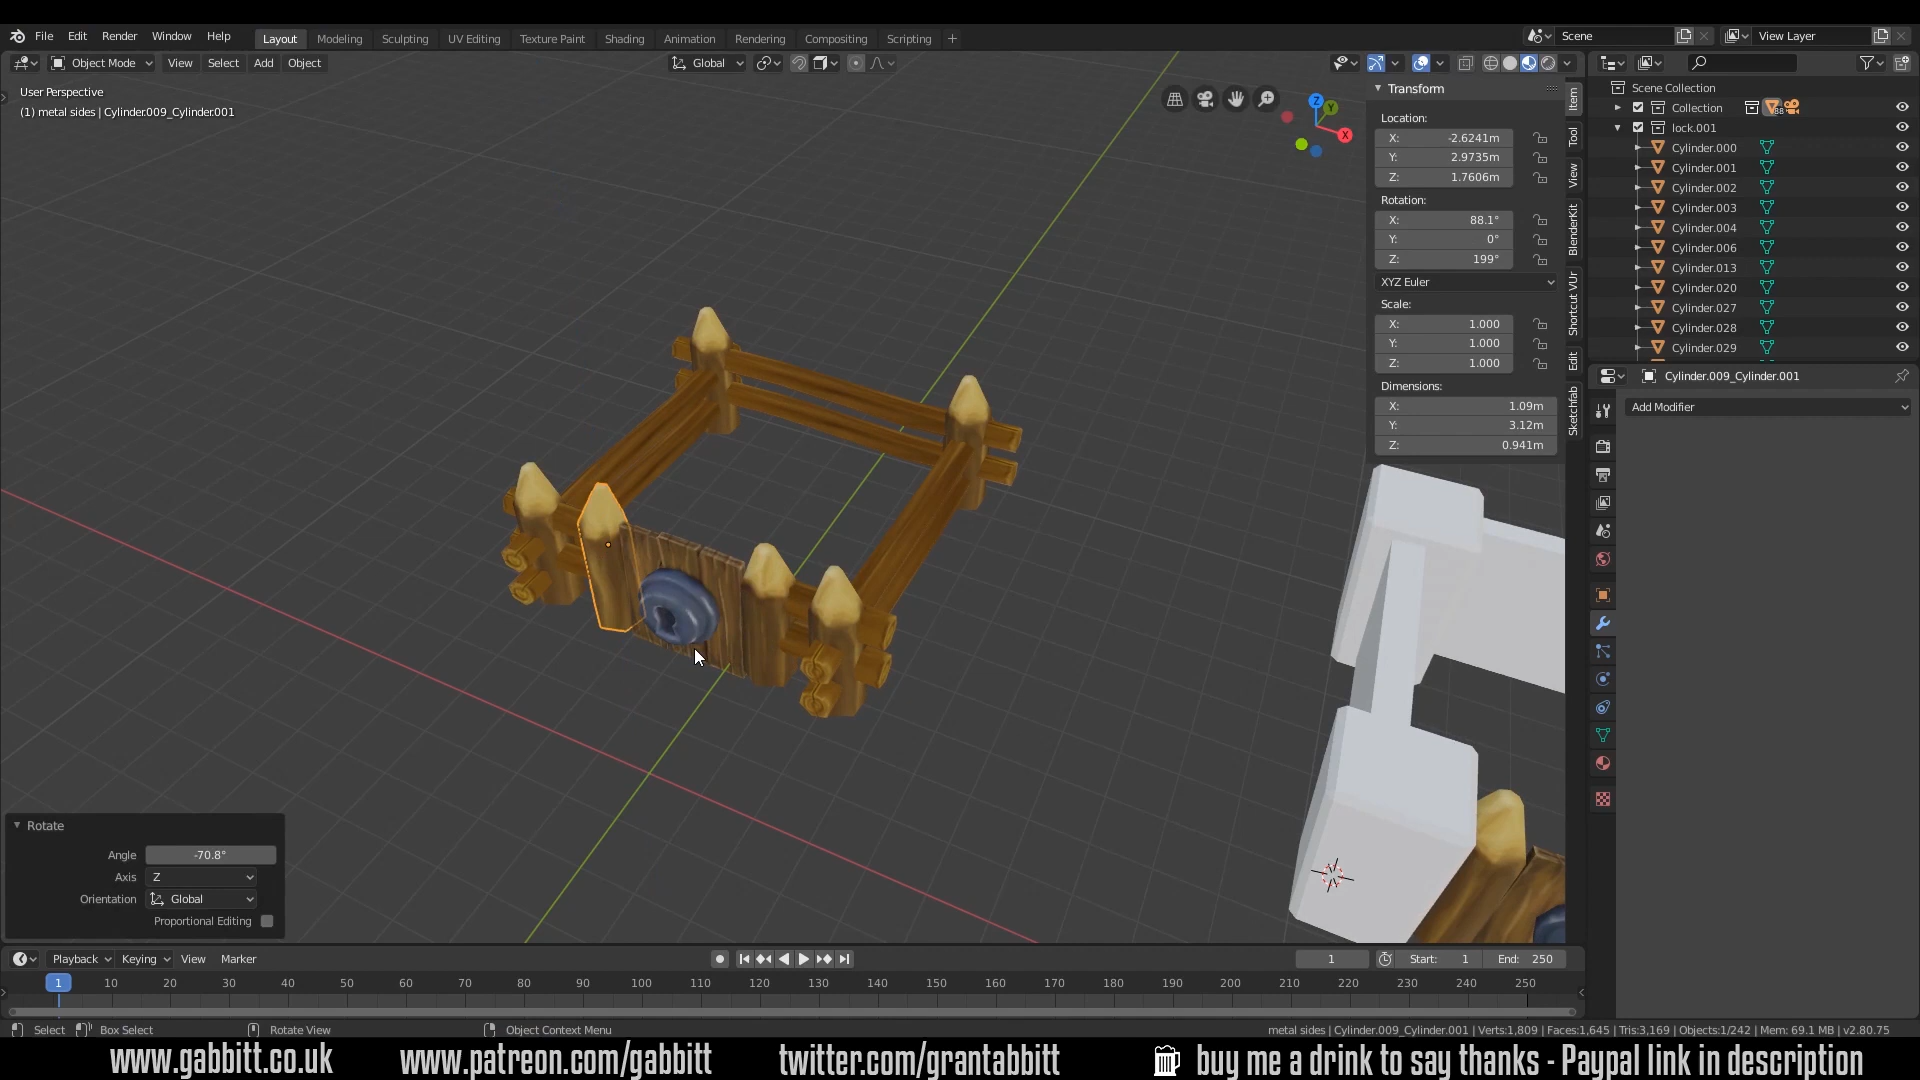 File Edit Render Window Help
Layout Modeling Sculpting UV Editing Texture Paint Shading Animation Rendering Compositing Scripting
Scene View Layer
Object Mode View Select Add Object
Global
User Perspective
(1) metal sides | Cylinder.009_Cylinder.001
Transform
Location:
X: -2.6241m
Y: 2.9735m
Z: 1.7606m
Rotation:
X: 88.1°
Y: 0°
Z: 199°
XYZ Euler
Scale:
X: 1.000
Y: 1.000
Z: 1.000
Dimensions:
X: 1.09m
Y: 3.12m
Z: 0.941m
Item
Tool
View
BlenderKit
Shortcut VUr
Edit
Sketchfab
Scene Collection
Collection
lock.001
Cylinder.000
Cylinder.001
Cylinder.002
Cylinder.003
Cylinder.004
Cylinder.006
Cylinder.013
Cylinder.020
Cylinder.027
Cylinder.028
Cylinder.029
Cylinder.009_Cylinder.001
Add Modifier
X
Y
Z
Rotate
Angle -70.8°
Axis Z
Orientation Global
Proportional Editing
Playback Keying View Marker
1 Start: 1 End: 250
1 10 20 30 40 50 60 70 80 90 100 110 120 130 140 150 160 170 180 190 200 210 220 230 240 250
Select Box Select Rotate View Object Context Menu
metal sides | Cylinder.009_Cylinder.001 | Verts:1,809 | Faces:1,645 | Tris:3,169 | Objects:1/242 | Mem: 69.1 MB | v2.80.75
www.gabbitt.co.uk www.patreon.com/gabbitt twitter.com/grantabbitt buy me a drink to say thanks - Paypal link in description